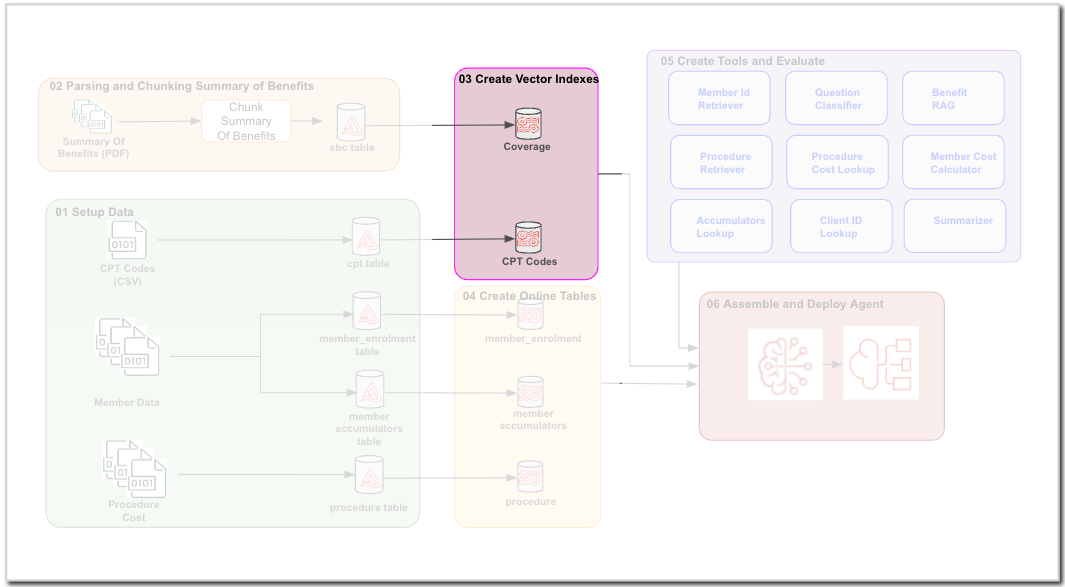 02 Parsing and Chunking Summary of Benefits
Chunk
Summary
Of Benefits
Summary Of
Benefits (PDF)
sbc table
01 Setup Data
0101
CPT Codes
(CSV)
cpt table
0101
Member Data
member_enrolment
table
member
accumulators
table
0101
Procedure
Cost
procedure table
03 Create Vector Indexes
Coverage
CPT Codes
04 Create Online Tables
member_enrolment
member
accumulators
procedure
05 Create Tools and Evaluate
Member Id
Retriever
Question
Classifier
Benefit
RAG
Procedure
Retriever
Procedure
Cost Lookup
Member Cost
Calculator
Accumulators
Lookup
Client ID
Lookup
Summarizer
06 Assemble and Deploy Agent